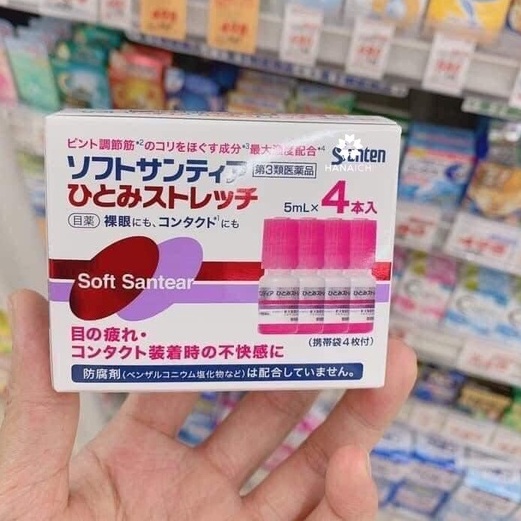 ピント調節筋*2のコリをほぐす成分*3最大濃度配合*4
ソフトサンティア
第3類医薬品
Santen
HANAICHI
ひとみストレッチ
5mL×4本入
目薬 裸眼にも、コンタクトにも
Soft Santear
目の疲れ・
コンタクト装着時の不快感に
(携帯袋4枚付)
防腐剤(ベンザルコニウム塩化物など)は配合していません。